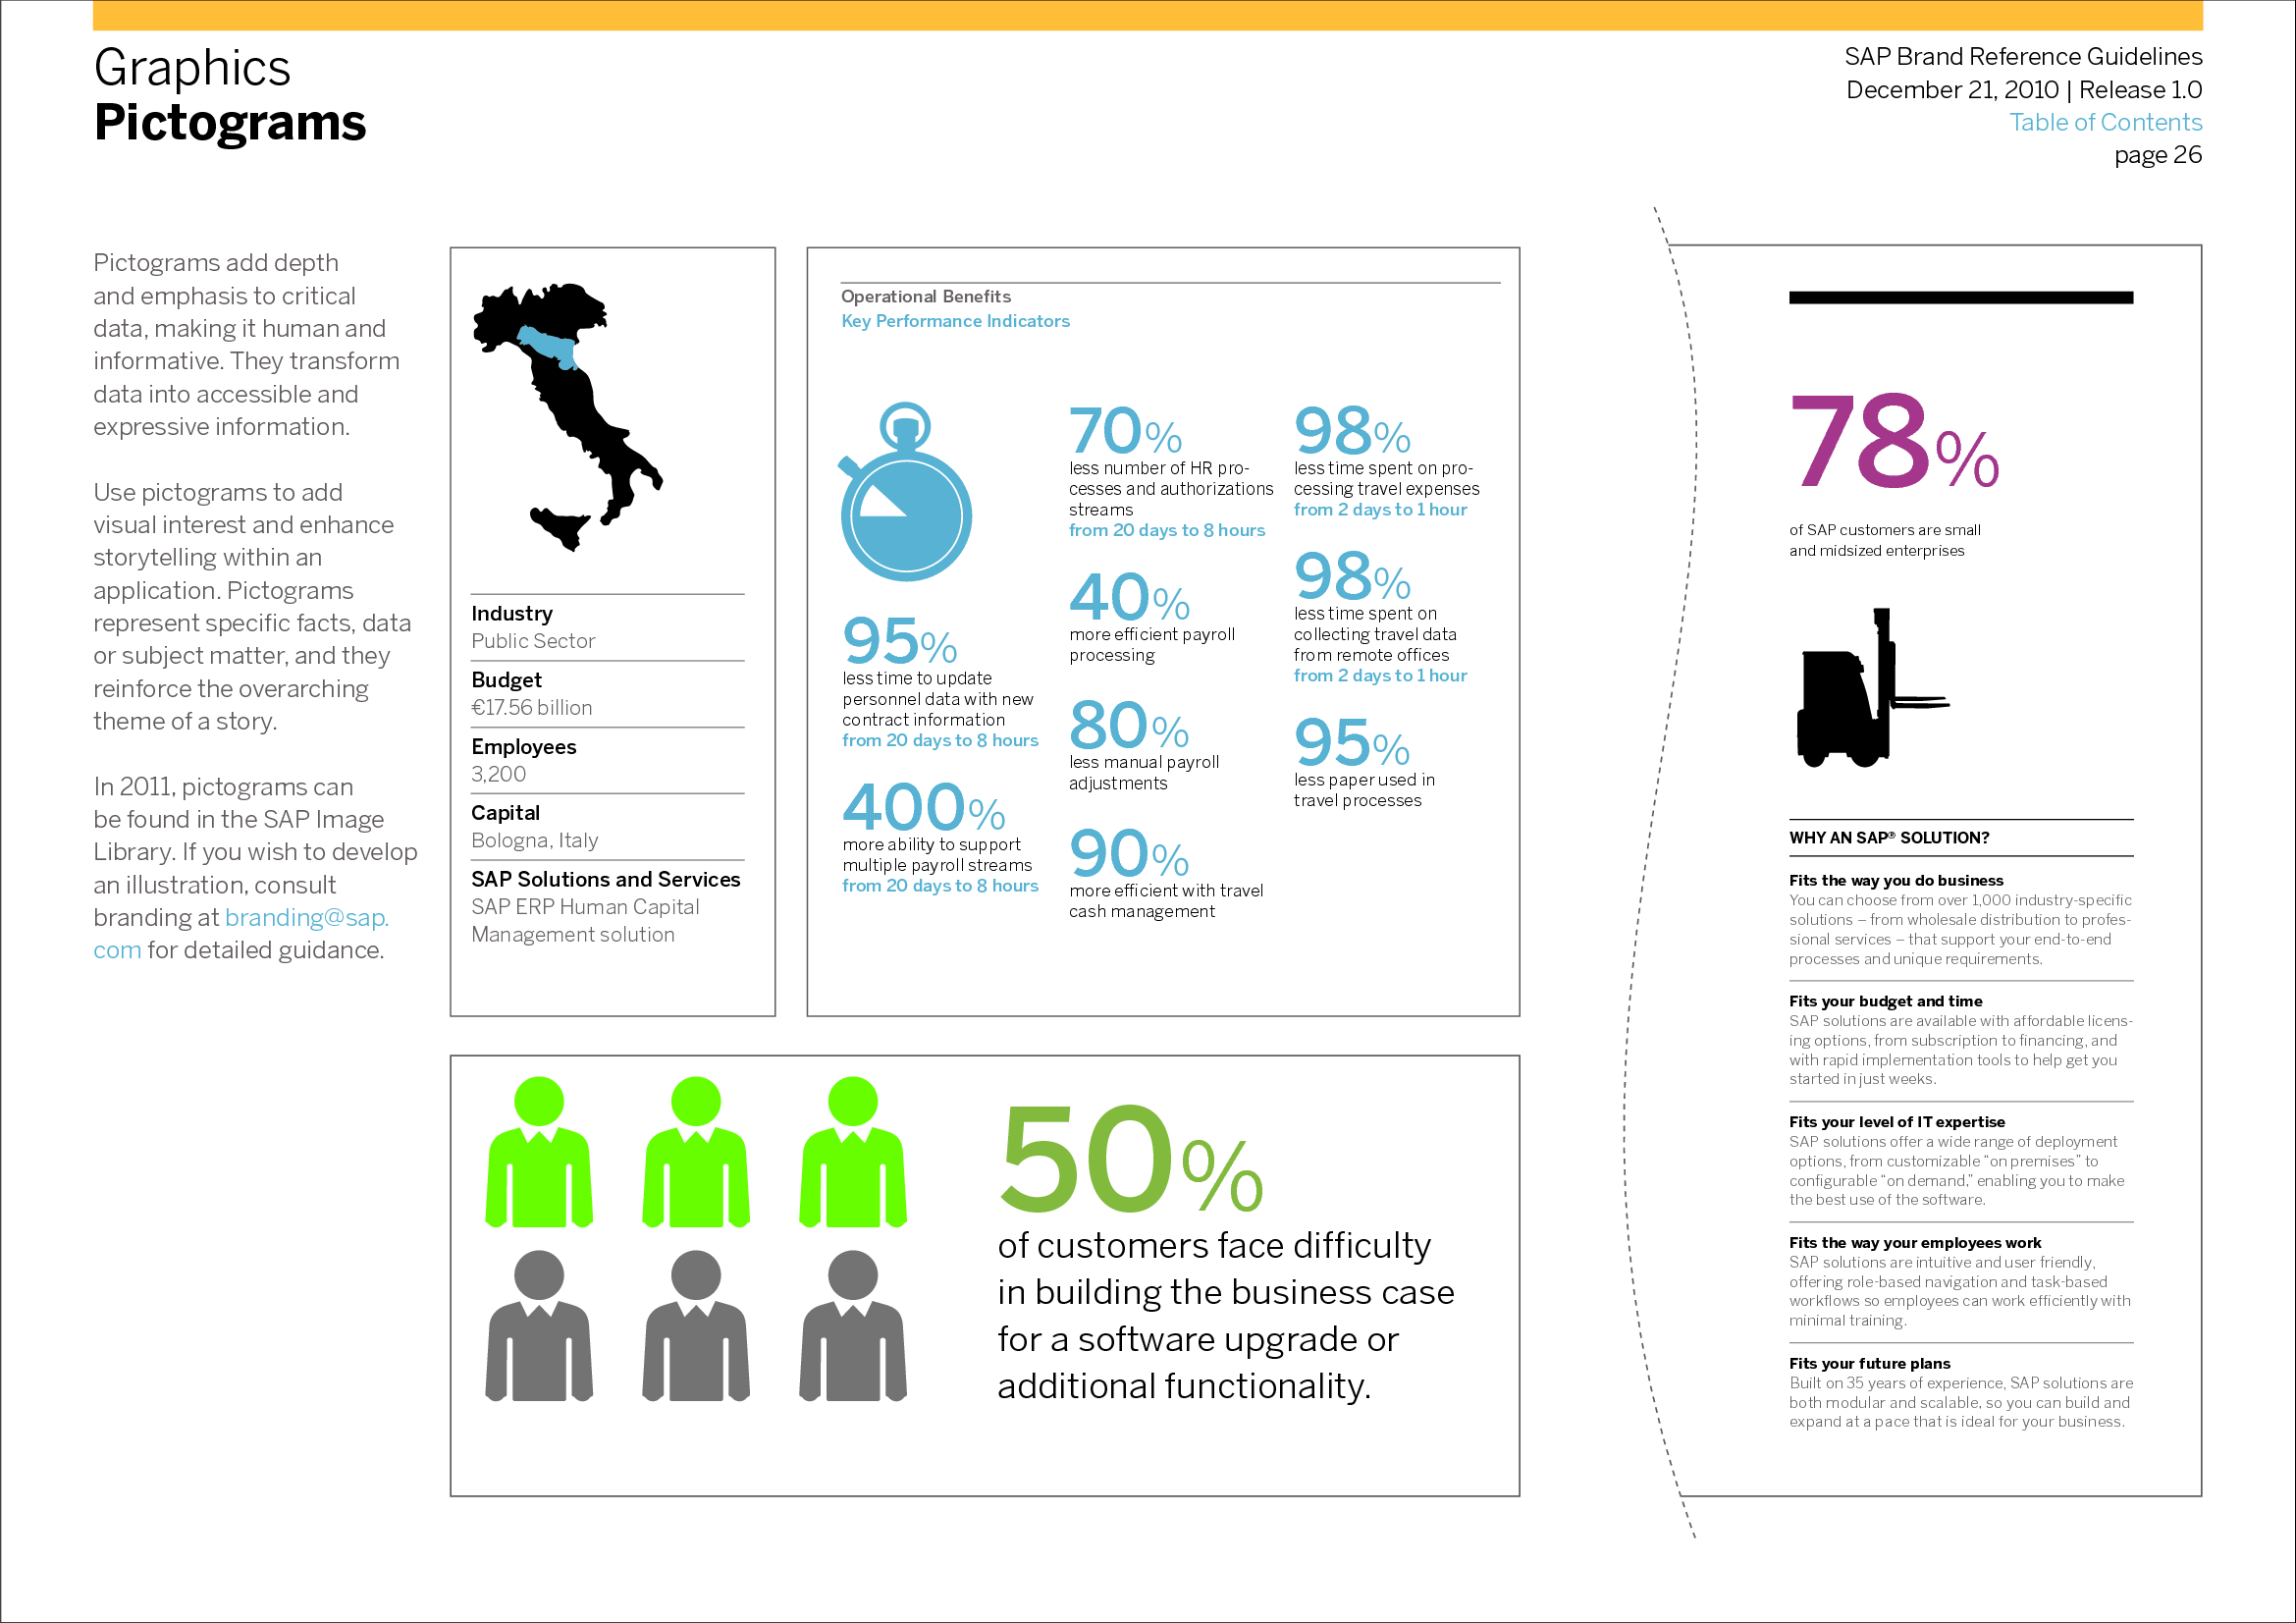 Graphics
Pictograms
SAP Brand Reference Guidelines
December 21, 2010 | Release 1.0
Table of Contents
page 26
Pictograms add depth
and emphasis to critical
data, making it human and
informative. They transform
data into accessible and
expressive information.
Use pictograms to add
visual interest and enhance
storytelling within an
application. Pictograms
represent specific facts, data
or subject matter, and they
reinforce the overarching
theme of a story.
In 2011, pictograms can
be found in the SAP Image
Library. If you wish to develop
an illustration, consult
branding at branding@sap.
com for detailed guidance.
Industry
Public Sector
Budget
€17.56 billion
Employees
3,200
Capital
Bologna, Italy
SAP Solutions and Services
SAP ERP Human Capital
Management solution
Operational Benefits
Key Performance Indicators
95%
less time to update
personnel data with new
contract information
from 20 days to 8 hours
400%
more ability to support
multiple payroll streams
from 20 days to 8 hours
70%
less number of HR pro-
cesses and authorizations
streams
from 20 days to 8 hours
40%
more efficient payroll
processing
80%
less manual payroll
adjustments
90%
more efficient with travel
cash management
98%
less time spent on pro-
cessing travel expenses
from 2 days to 1 hour
98%
less time spent on
collecting travel data
from remote offices
from 2 days to 1 hour
95%
less paper used in
travel processes
50%
of customers face difficulty
in building the business case
for a software upgrade or
additional functionality.
78%
of SAP customers are small
and midsized enterprises
WHY AN SAP® SOLUTION?
Fits the way you do business
You can choose from over 1,000 industry-specific
solutions – from wholesale distribution to profes-
sional services – that support your end-to-end
processes and unique requirements.
Fits your budget and time
SAP solutions are available with affordable licens-
ing options, from subscription to financing, and
with rapid implementation tools to help get you
started in just weeks.
Fits your level of IT expertise
SAP solutions offer a wide range of deployment
options, from customizable “on premises” to
configurable “on demand,” enabling you to make
the best use of the software.
Fits the way your employees work
SAP solutions are intuitive and user friendly,
offering role-based navigation and task-based
workflows so employees can work efficiently with
minimal training.
Fits your future plans
Built on 35 years of experience, SAP solutions are
both modular and scalable, so you can build and
expand at a pace that is ideal for your business.